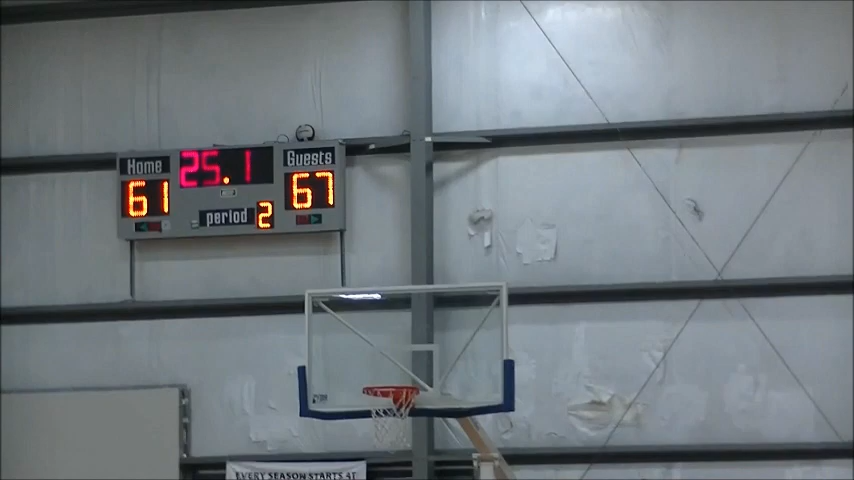 Home
25.1
Guests
61
67
period 2
EVERY SEASON STARTS AT